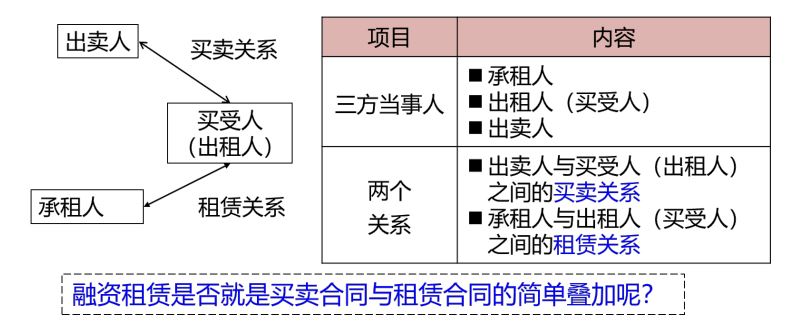 出卖人
买卖关系
买受人
（出租人）
承租人
租赁关系
项目
内容
三方当事人
■ 承租人
■ 出租人（买受人）
■ 出卖人
两个
关系
■ 出卖人与买受人（出租人）
之间的买卖关系
■ 承租人与出租人（买受人）
之间的租赁关系
融资租赁是否就是买卖合同与租赁合同的简单叠加呢？